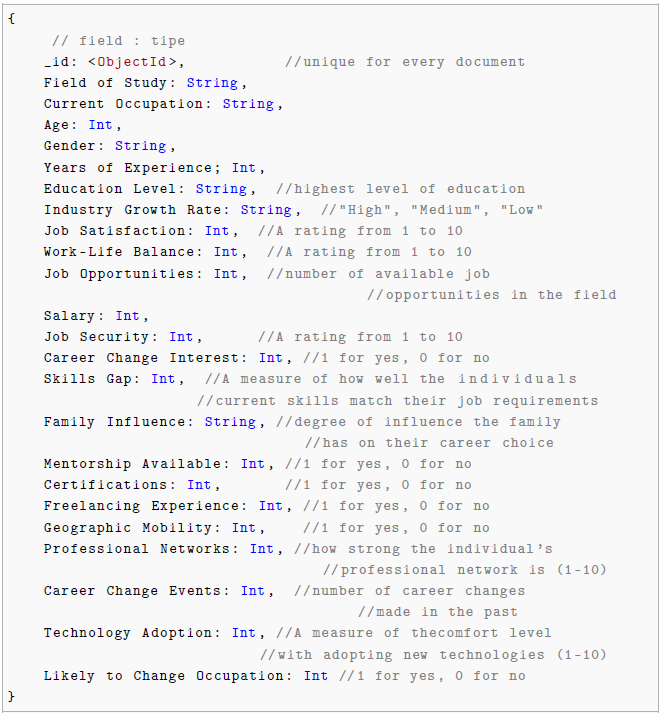 {
// field : tipe
_id: <ObjectId>, //unique for every document
Field of Study: String,
Current Occupation: String,
Age: Int,
Gender: String,
Years of Experience; Int,
Education Level: String, //highest level of education
Industry Growth Rate: String, //"High", "Medium", "Low"
Job Satisfaction: Int, //A rating from 1 to 10
Work-Life Balance: Int, //A rating from 1 to 10
Job Opportunities: Int, //number of available job
//opportunities in the field
Salary: Int,
Job Security: Int, //A rating from 1 to 10
Career Change Interest: Int, //1 for yes, 0 for no
Skills Gap: Int, //A measure of how well the individuals
//current skills match their job requirements
Family Influence: String, //degree of influence the family
//has on their career choice
Mentorship Available: Int, //1 for yes, 0 for no
Certifications: Int, //1 for yes, 0 for no
Freelancing Experience: Int, //1 for yes, 0 for no
Geographic Mobility: Int, //1 for yes, 0 for no
Professional Networks: Int, //how strong the individual's
//professional network is (1-10)
Career Change Events: Int, //number of career changes
//made in the past
Technology Adoption: Int, //A measure of thecomfort level
//with adopting new technologies (1-10)
Likely to Change Occupation: Int //1 for yes, 0 for no
}